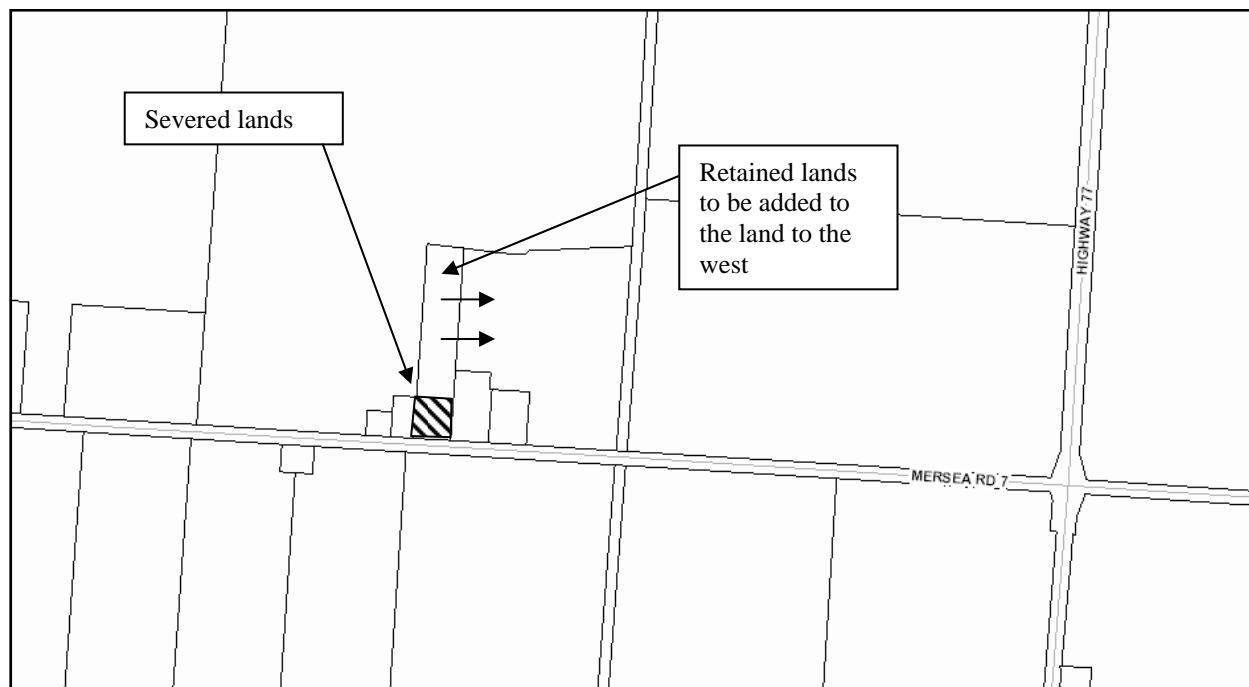 Severed lands
Retained lands
to be added to
the land to the
west
HIGHWAY 77
MERSEA RD 7